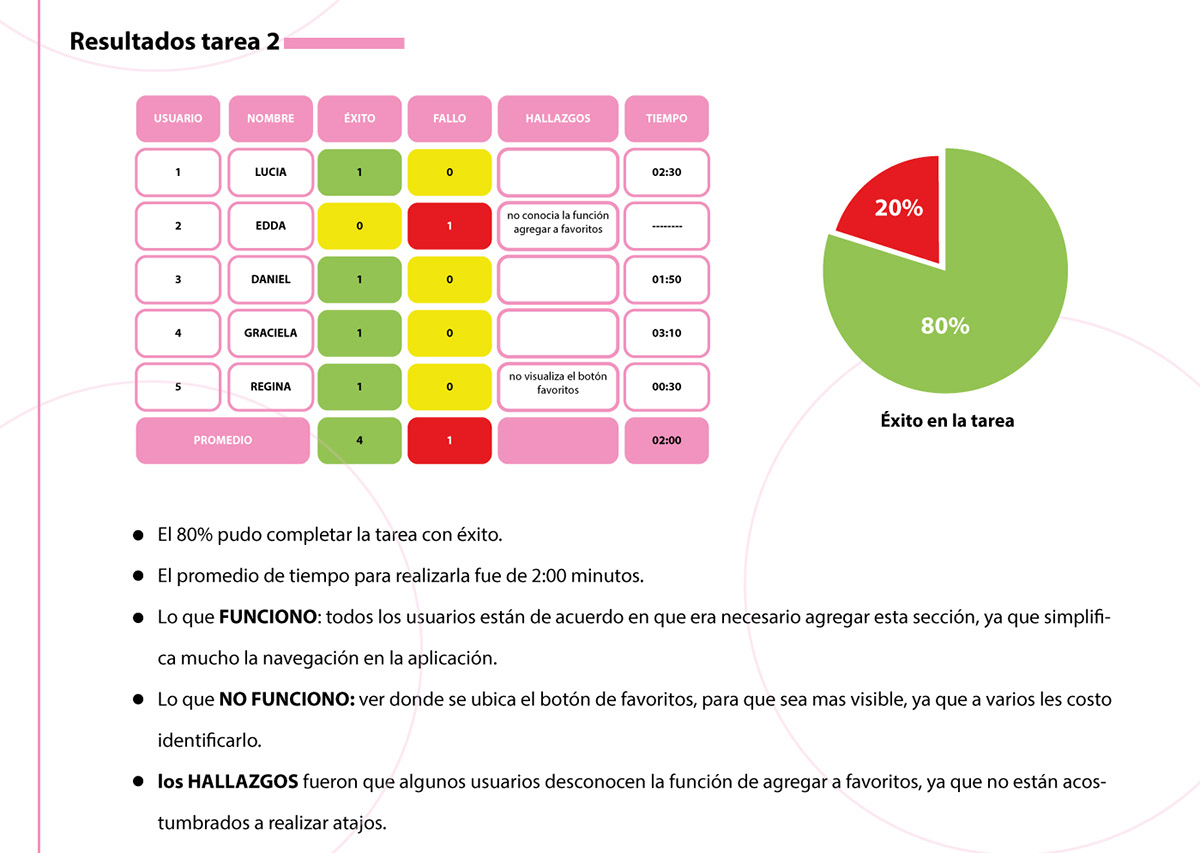 Resultados tarea 2
USUARIO NOMBRE ÉXITO FALLO HALLAZGOS TIEMPO
1 LUCIA 1 0 02:30
2 EDDA 0 1 no conocia la función agregar a favoritos --------
3 DANIEL 1 0 01:50
4 GRACIELA 1 0 03:10
5 REGINA 1 0 no visualiza el botón favoritos 00:30
PROMEDIO 4 1 02:00
20%
80%
Éxito en la tarea
El 80% pudo completar la tarea con éxito.
El promedio de tiempo para realizarla fue de 2:00 minutos.
Lo que FUNCIONO: todos los usuarios están de acuerdo en que era necesario agregar esta sección, ya que simplifi-
ca mucho la navegación en la aplicación.
Lo que NO FUNCIONO: ver donde se ubica el botón de favoritos, para que sea mas visible, ya que a varios les costo
identificarlo.
los HALLAZGOS fueron que algunos usuarios desconocen la función de agregar a favoritos, ya que no están acos-
tumbrados a realizar atajos.